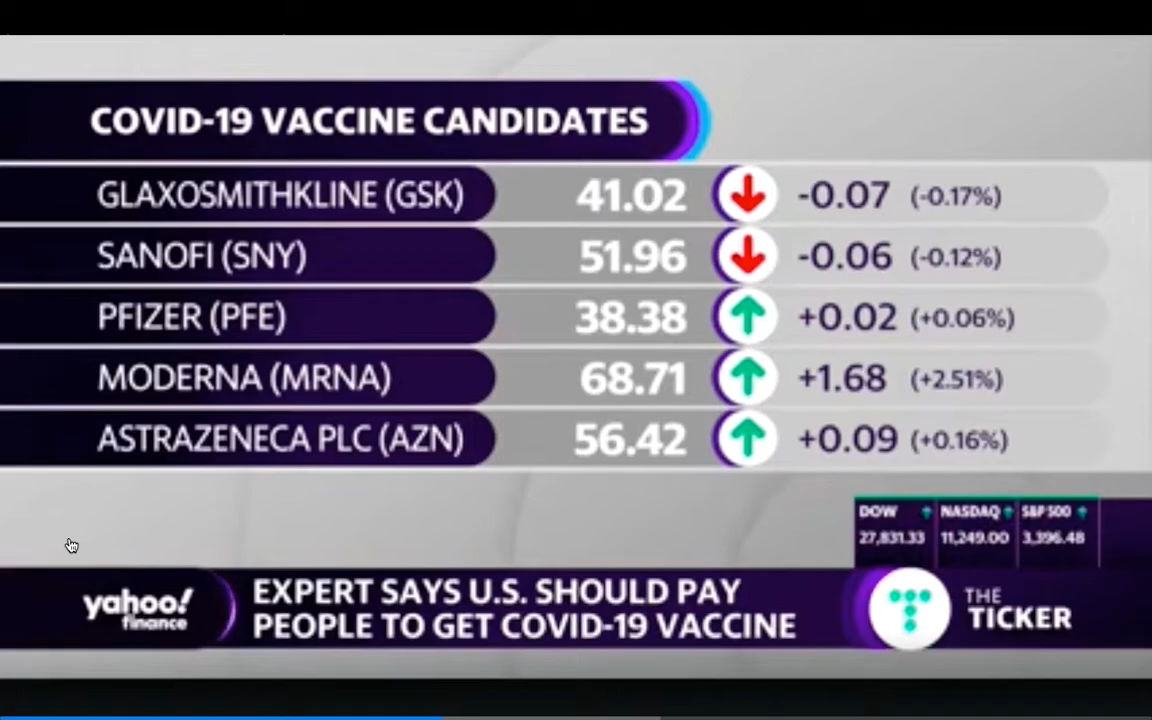 COVID-19 VACCINE CANDIDATES
GLAXOSMITHKLINE (GSK) 41.02 -0.07 (-0.17%)
SANOFI (SNY) 51.96 -0.06 (-0.12%)
PFIZER (PFE) 38.38 +0.02 (+0.06%)
MODERNA (MRNA) 68.71 +1.68 (+2.51%)
ASTRAZENECA PLC (AZN) 56.42 +0.09 (+0.16%)
DOW NASDAQ S&P 500
27,831.33 11,249.00 3,396.48
yahoo!
finance
EXPERT SAYS U.S. SHOULD PAY
PEOPLE TO GET COVID-19 VACCINE
THE
TICKER